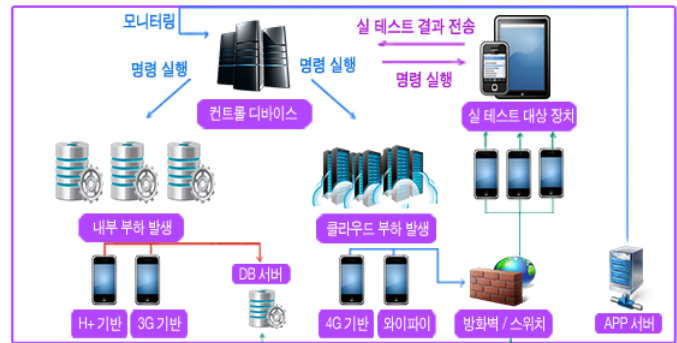 모니터링
실 테스트 결과 전송
명령 실행
명령 실행
명령 실행
컨트롤 디바이스
실 테스트 대상 장치
내부 부하 발생
클라우드 부하 발생
DB 서버
H+ 기반
3G 기반
4G 기반
와이파이
방화벽 / 스위치
APP 서버